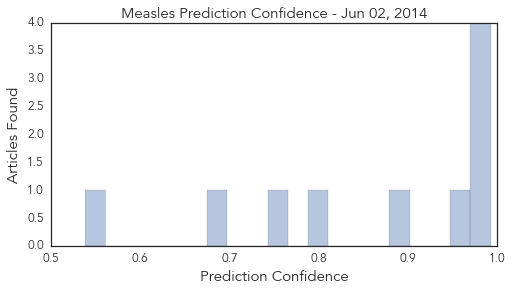 Measles Prediction Confidence - Jun 02, 2014
4.0
3.5
3.0
2.5
2.0
1.5
1.0
0.5
0.0
Articles Found
0.5 0.6 0.7 0.8 0.9 1.0
Prediction Confidence